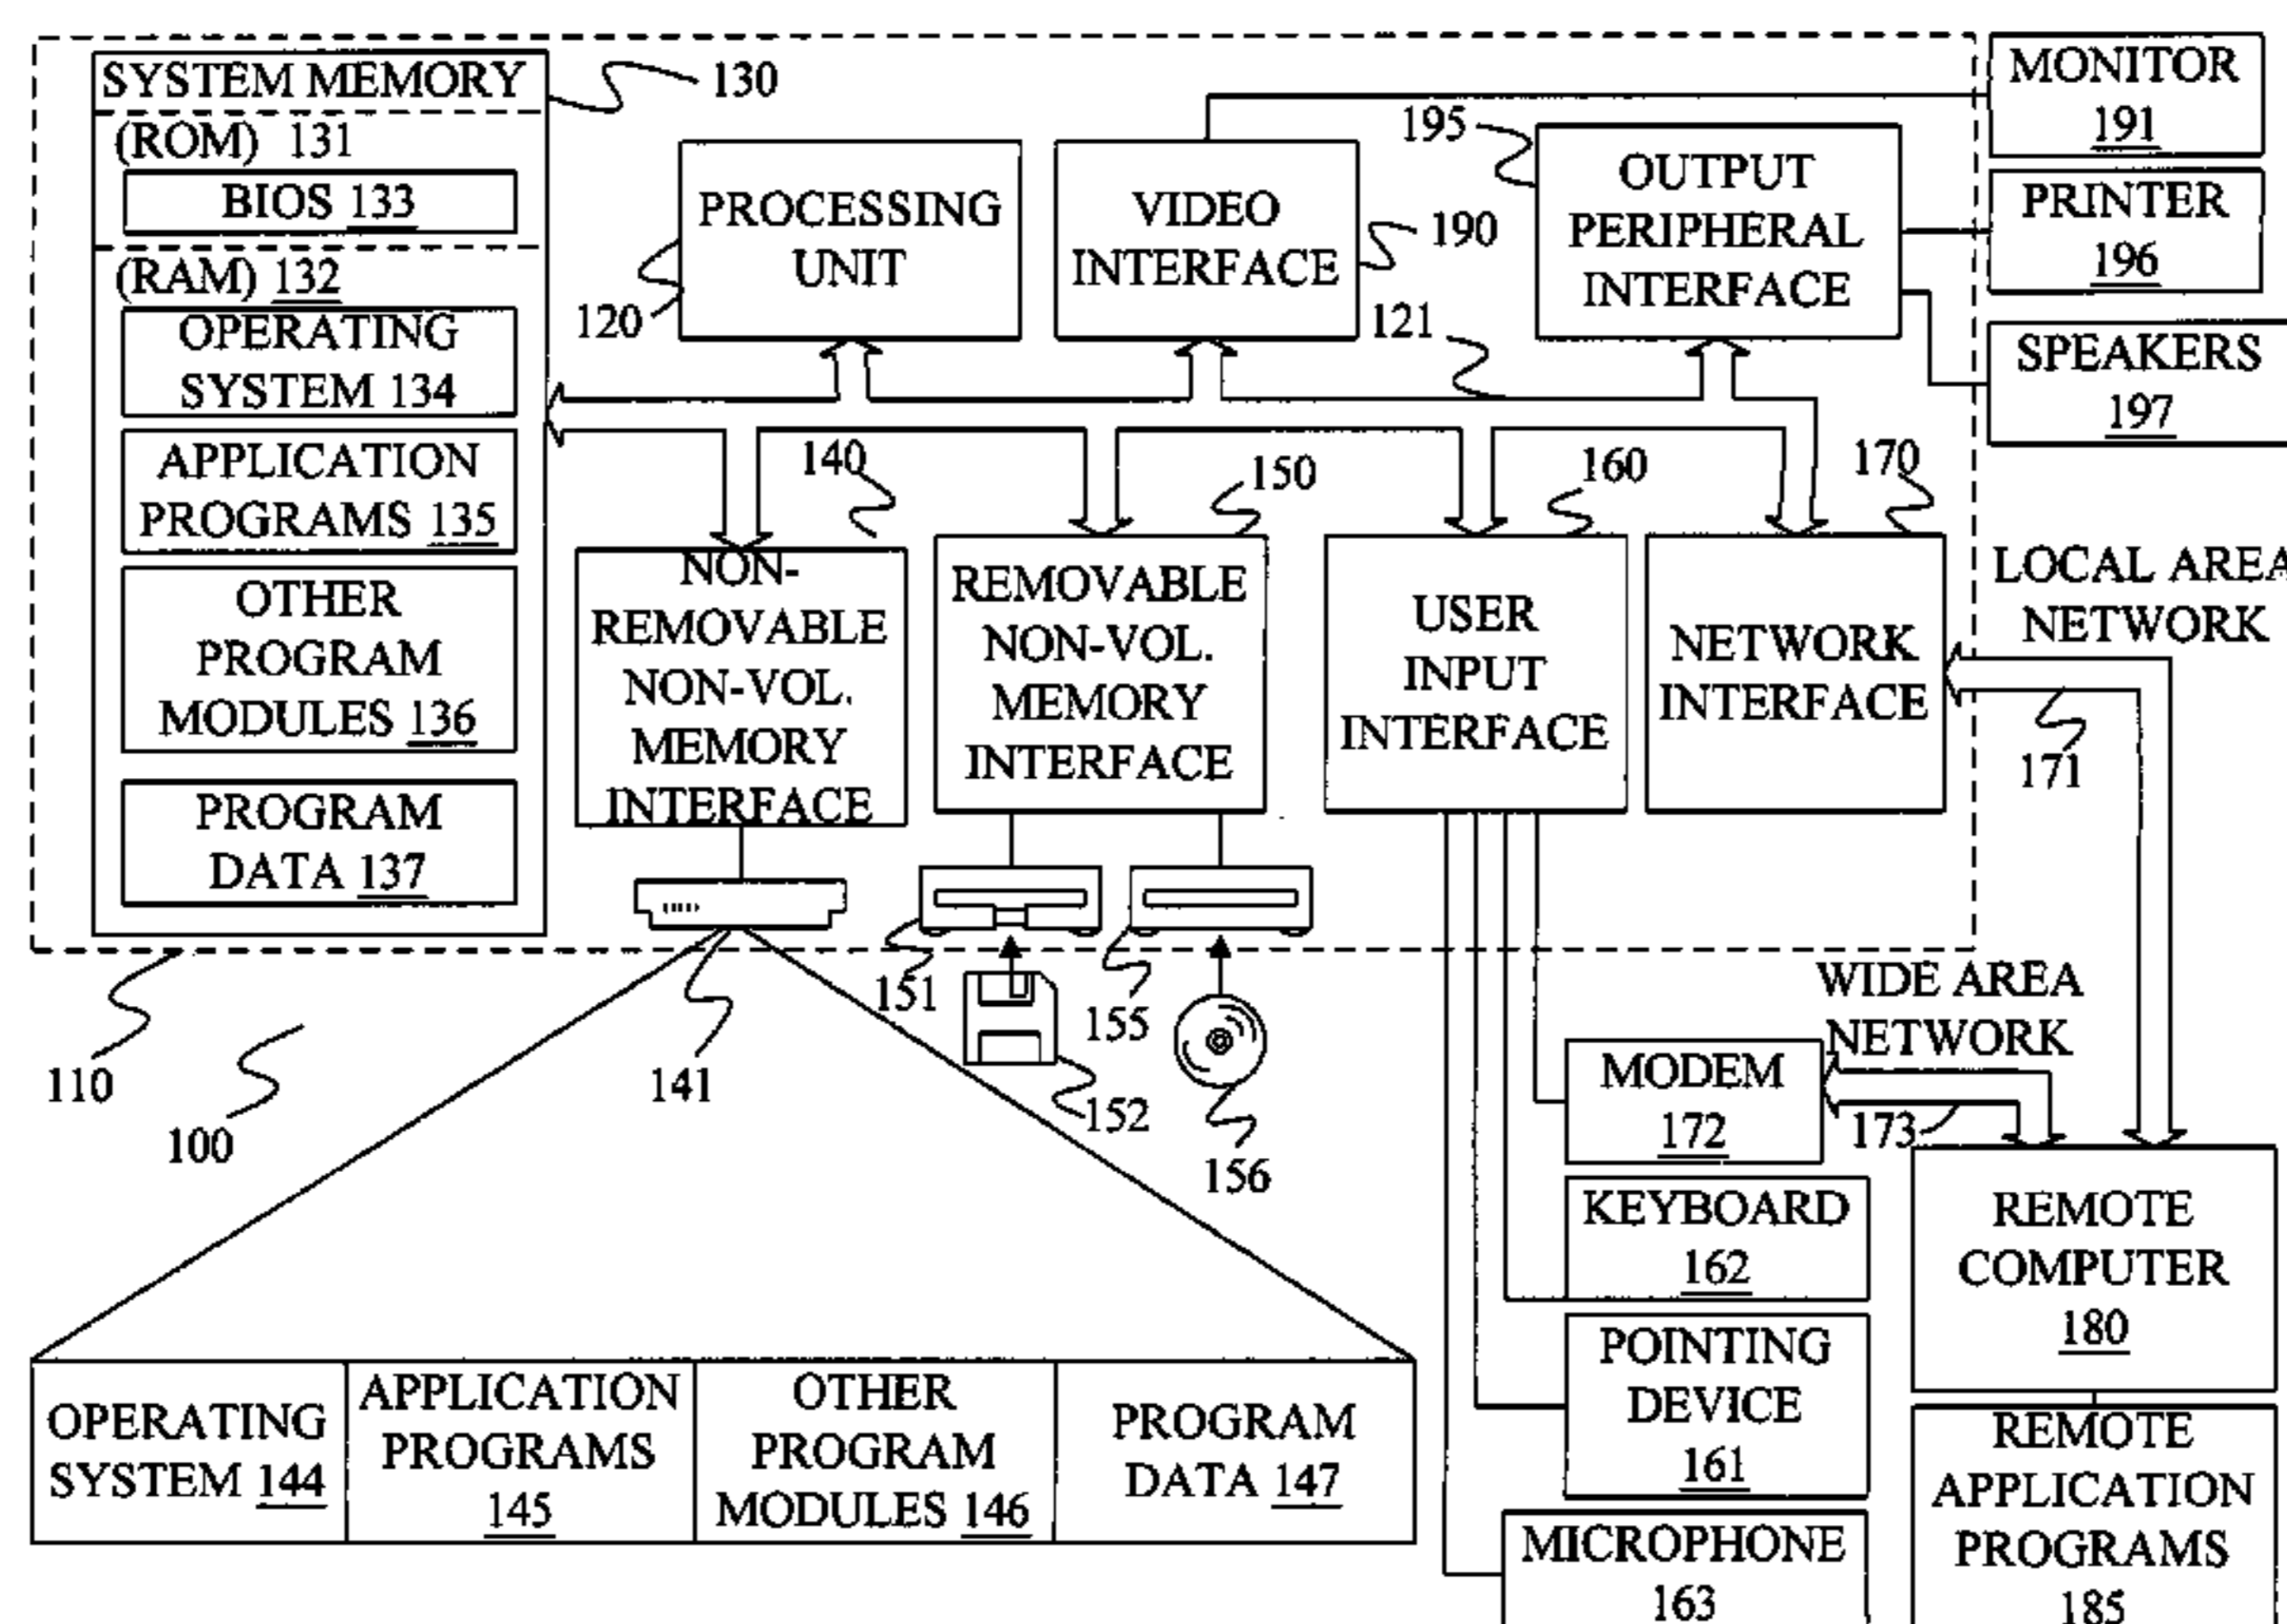 SYSTEM MEMORY
130
(ROM) 131
BIOS 133
(RAM) 132
OPERATING
SYSTEM 134
APPLICATION
PROGRAMS 135
OTHER
PROGRAM
MODULES 136
PROGRAM
DATA 137
PROCESSING
UNIT
120
VIDEO
INTERFACE
190
121
195
OUTPUT
PERIPHERAL
INTERFACE
MONITOR
191
PRINTER
196
SPEAKERS
197
140
NON-
REMOVABLE
NON-VOL.
MEMORY
INTERFACE
150
REMOVABLE
NON-VOL.
MEMORY
INTERFACE
160
USER
INPUT
INTERFACE
170
NETWORK
INTERFACE
LOCAL AREA
NETWORK
171
110
100
141
151
152
155
156
WIDE AREA
NETWORK
173
MODEM
172
KEYBOARD
162
POINTING
DEVICE
161
MICROPHONE
163
REMOTE
COMPUTER
180
REMOTE
APPLICATION
PROGRAMS
185
OPERATING
SYSTEM 144
APPLICATION
PROGRAMS
145
OTHER
PROGRAM
MODULES 146
PROGRAM
DATA 147